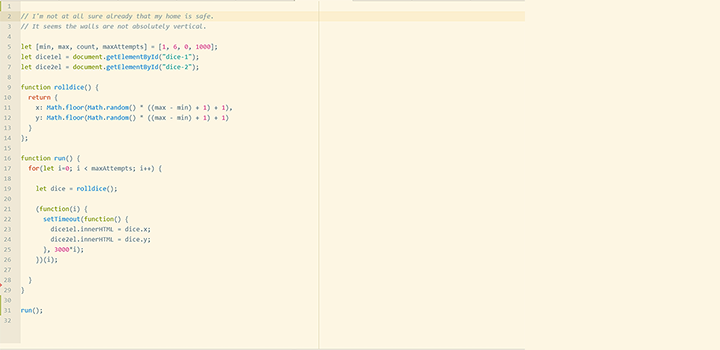 1
2 // I'm not at all sure already that my home is safe.
3 // It seems the walls are not absolutely vertical.
4
5 let [min, max, count, maxAttempts] = [1, 6, 0, 1000];
6 let dice1el = document.getElementById("dice-1");
7 let dice2el = document.getElementById("dice-2");
8
9 function rolldice() {
10 return {
11 x: Math.floor(Math.random() * ((max - min) + 1) + 1),
12 y: Math.floor(Math.random() * ((max - min) + 1) + 1)
13 }
14 };
15
16 function run() {
17 for(let i=0; i < maxAttempts; i++) {
18
19 let dice = rolldice();
20
21 (function(i) {
22 setTimeout(function() {
23 dice1el.innerHTML = dice.x;
24 dice2el.innerHTML = dice.y;
25 }, 3000*i);
26 })(i);
27
28 }
29 }
30
31 run();
32